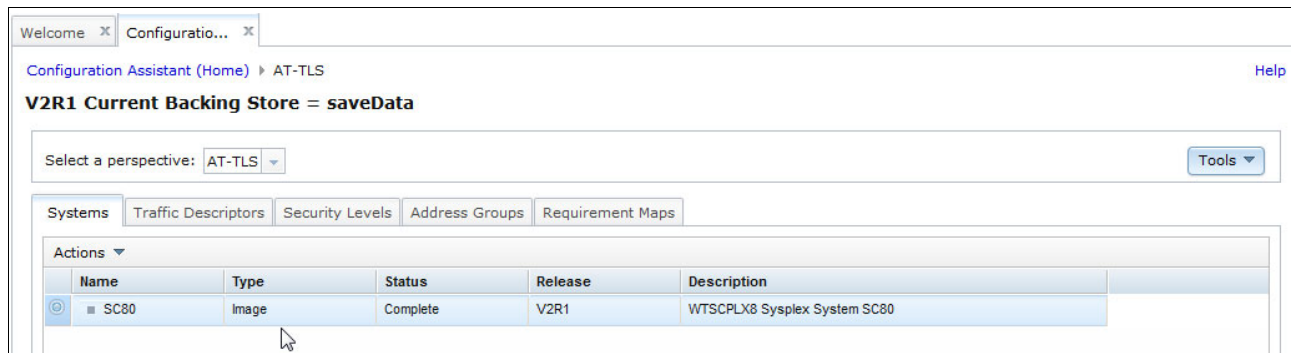 Welcome x Configuratio... x
Configuration Assistant (Home) AT-TLS Help
V2R1 Current Backing Store = saveData
Select a perspective: AT-TLS Tools
Systems Traffic Descriptors Security Levels Address Groups Requirement Maps
Actions
Name Type Status Release Description
SC80 Image Complete V2R1 WTSCPLX8 Sysplex System SC80